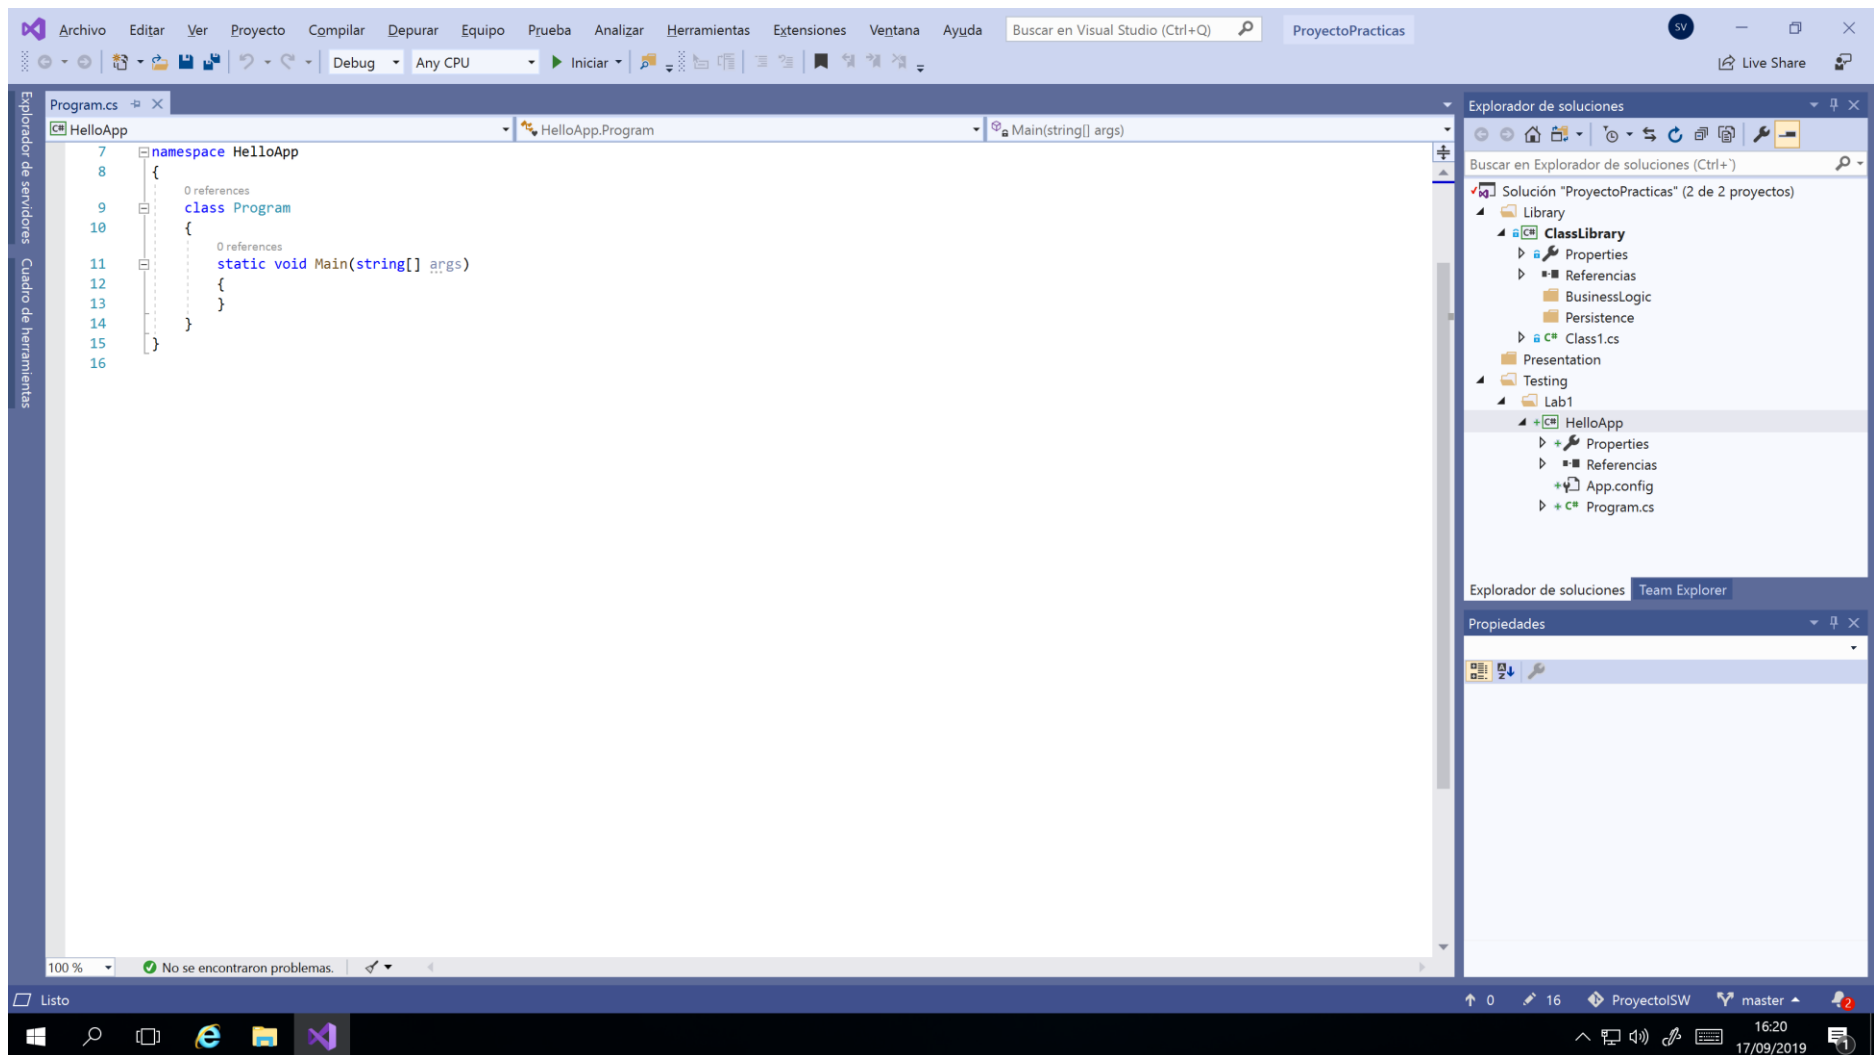 Archivo Editar Ver Proyecto Compilar Depurar Equipo Prueba Analizar Herramientas Extensiones Ventana Ayuda Buscar en Visual Studio (Ctrl+Q) ProyectoPracticas SV
Debug Any CPU Iniciar Live Share
Explorador de servidores
Cuadro de herramientas
Program.cs
HelloApp HelloApp.Program Main(string[] args)
7 namespace HelloApp
8 {
0 references
9 class Program
10 {
0 references
11 static void Main(string[] args)
12 {
13 }
14 }
15 }
16
100 % No se encontraron problemas.
Explorador de soluciones
Buscar en Explorador de soluciones (Ctrl+`)
Solución "ProyectoPracticas" (2 de 2 proyectos)
Library
C# ClassLibrary
Properties
Referencias
BusinessLogic
Persistence
C# Class1.cs
Presentation
Testing
Lab1
C# HelloApp
Properties
Referencias
App.config
C# Program.cs
Explorador de soluciones Team Explorer
Propiedades
Listo 0 16 ProyectoISW master 2
16:20
17/09/2019 1